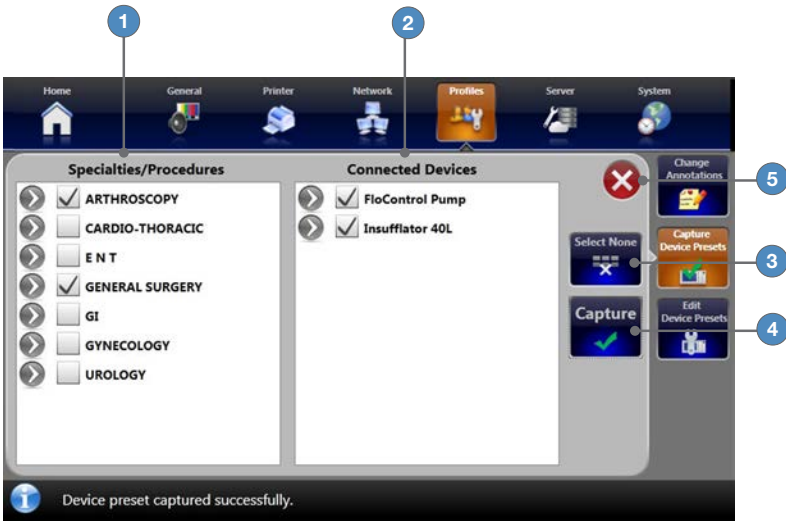 1
2
Home
General
Printer
Network
Profiles
Server
System
Specialties/Procedures
Connected Devices
ARTHROSCOPY
CARDIO-THORACIC
E N T
GENERAL SURGERY
GI
GYNECOLOGY
UROLOGY
FloControl Pump
Insufflator 40L
Select None
Capture
Change
Annotations
Capture
Device Presets
Edit
Device Presets
5
3
4
Device preset captured successfully.